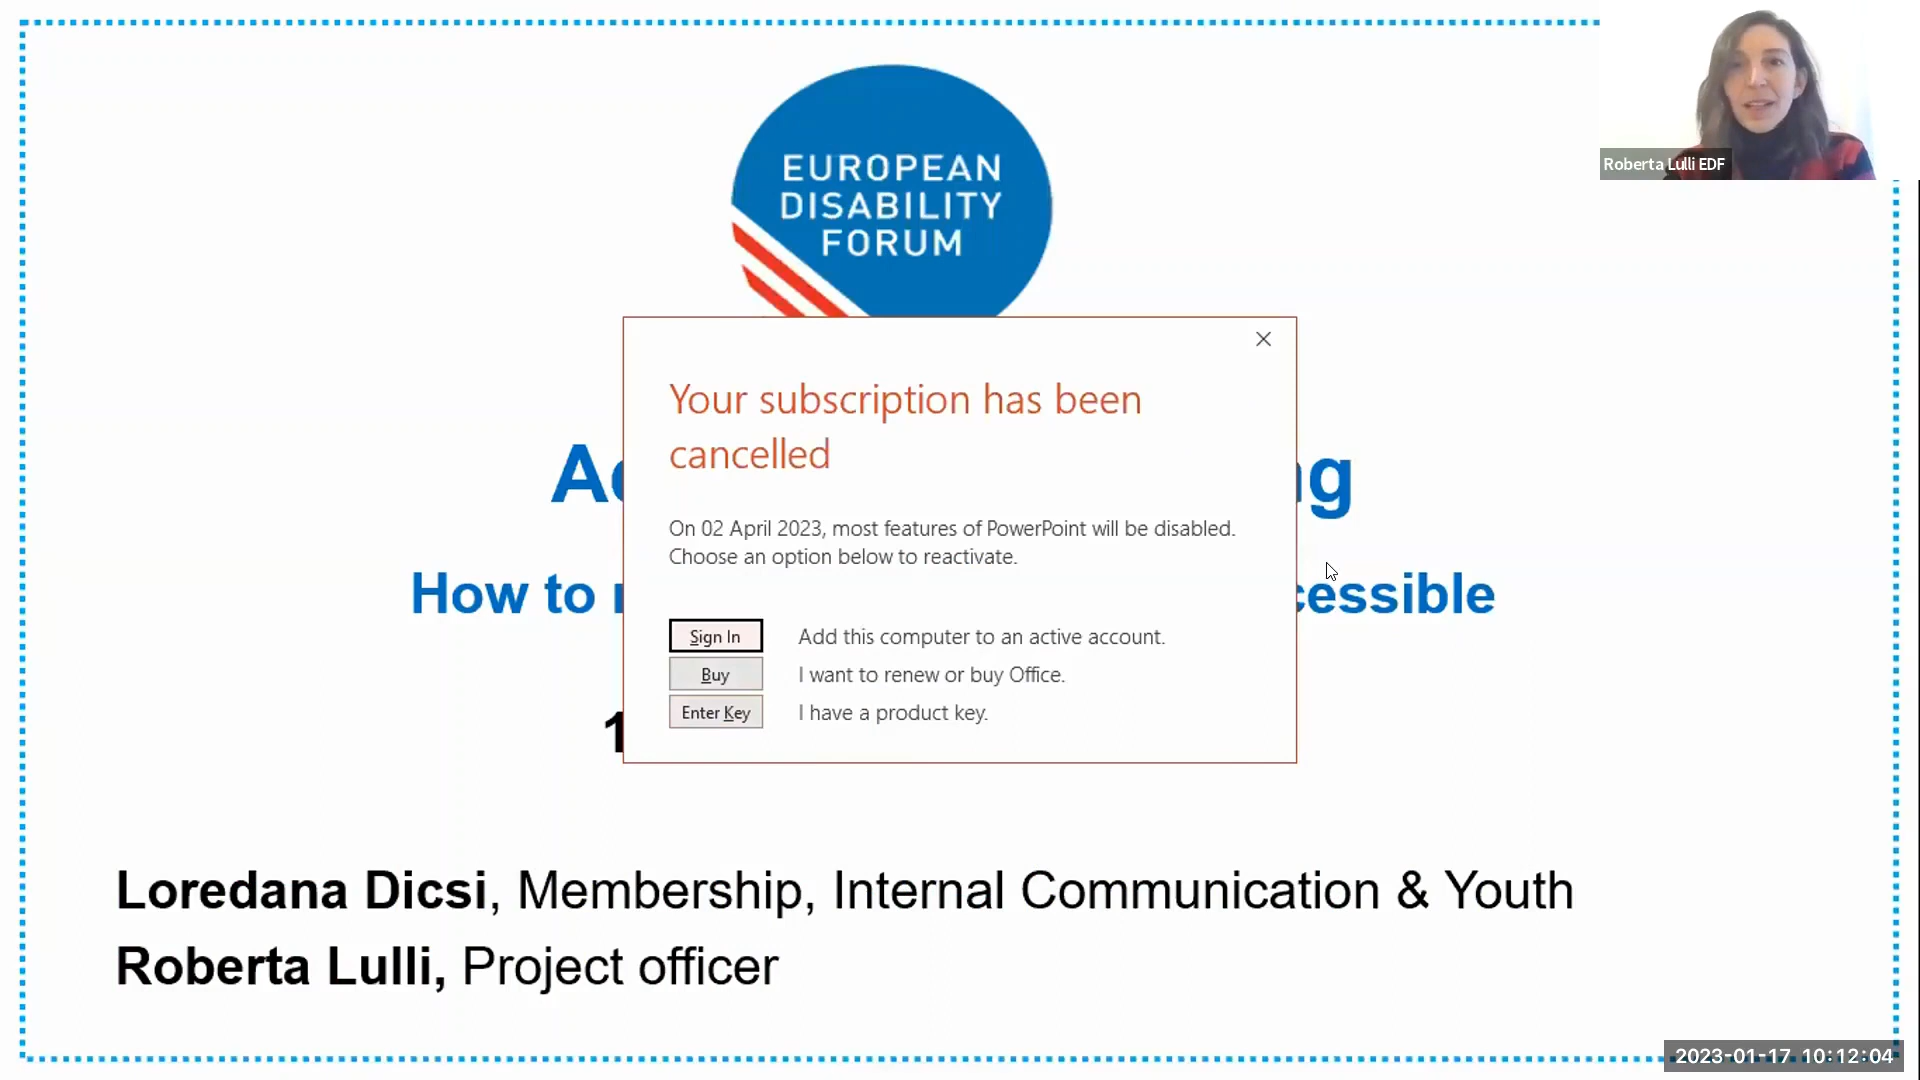 EUROPEAN
DISABILITY
FORUM
Roberta Lulli EDF
Your subscription has been
cancelled
On 02 April 2023, most features of PowerPoint will be disabled.
Choose an option below to reactivate.
Sign In Add this computer to an active account.
Buy I want to renew or buy Office.
Enter Key I have a product key.
How to
Loredana Dicsi, Membership, Internal Communication & Youth
Roberta Lulli, Project officer
2023-01-17 10:12:04